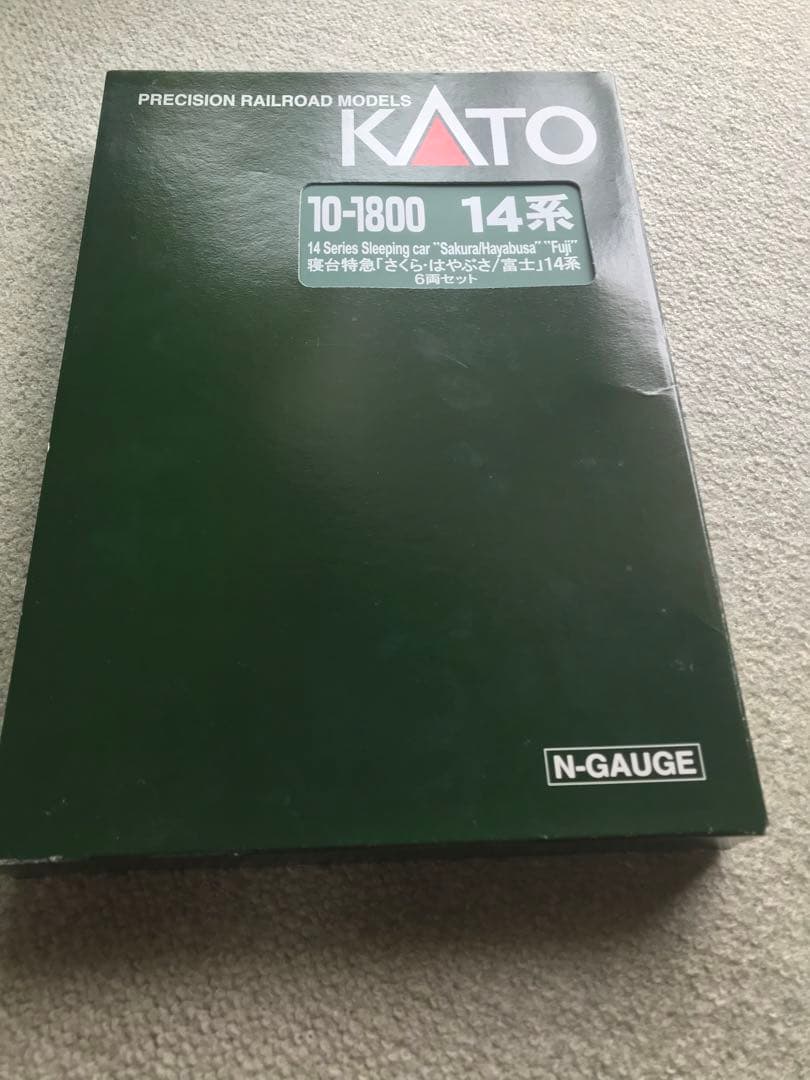 PRECISION RAILROAD MODELS
KATO
10-1800 14系
14 Series Sleeping car "Sakura/Hayabusa" "Fuji"
寝台特急「さくら・はやぶさ/富士」14系
6両セット
N-GAUGE